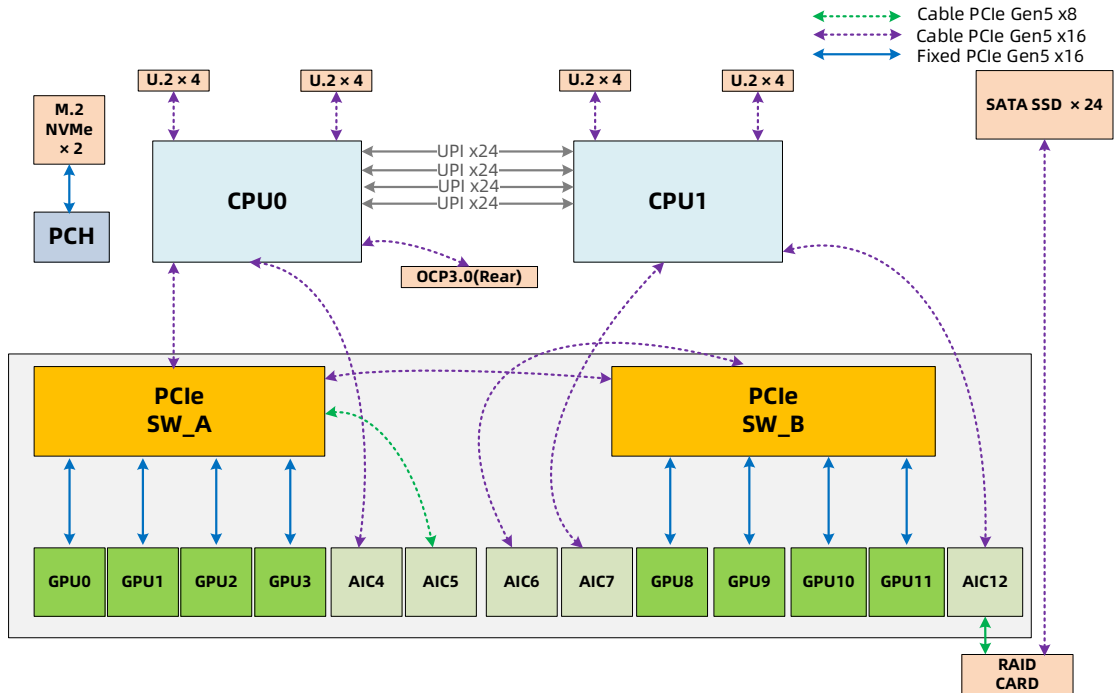 Cable PCIe Gen5 x8
Cable PCIe Gen5 x16
Fixed PCIe Gen5 x16
U.2 × 4
U.2 × 4
U.2 × 4
U.2 × 4
M.2
NVMe
× 2
SATA SSD × 24
CPU0
UPI x24
UPI x24
UPI x24
UPI x24
CPU1
PCH
OCP3.0(Rear)
PCIe
SW_A
PCIe
SW_B
GPU0
GPU1
GPU2
GPU3
AIC4
AIC5
AIC6
AIC7
GPU8
GPU9
GPU10
GPU11
AIC12
RAID
CARD